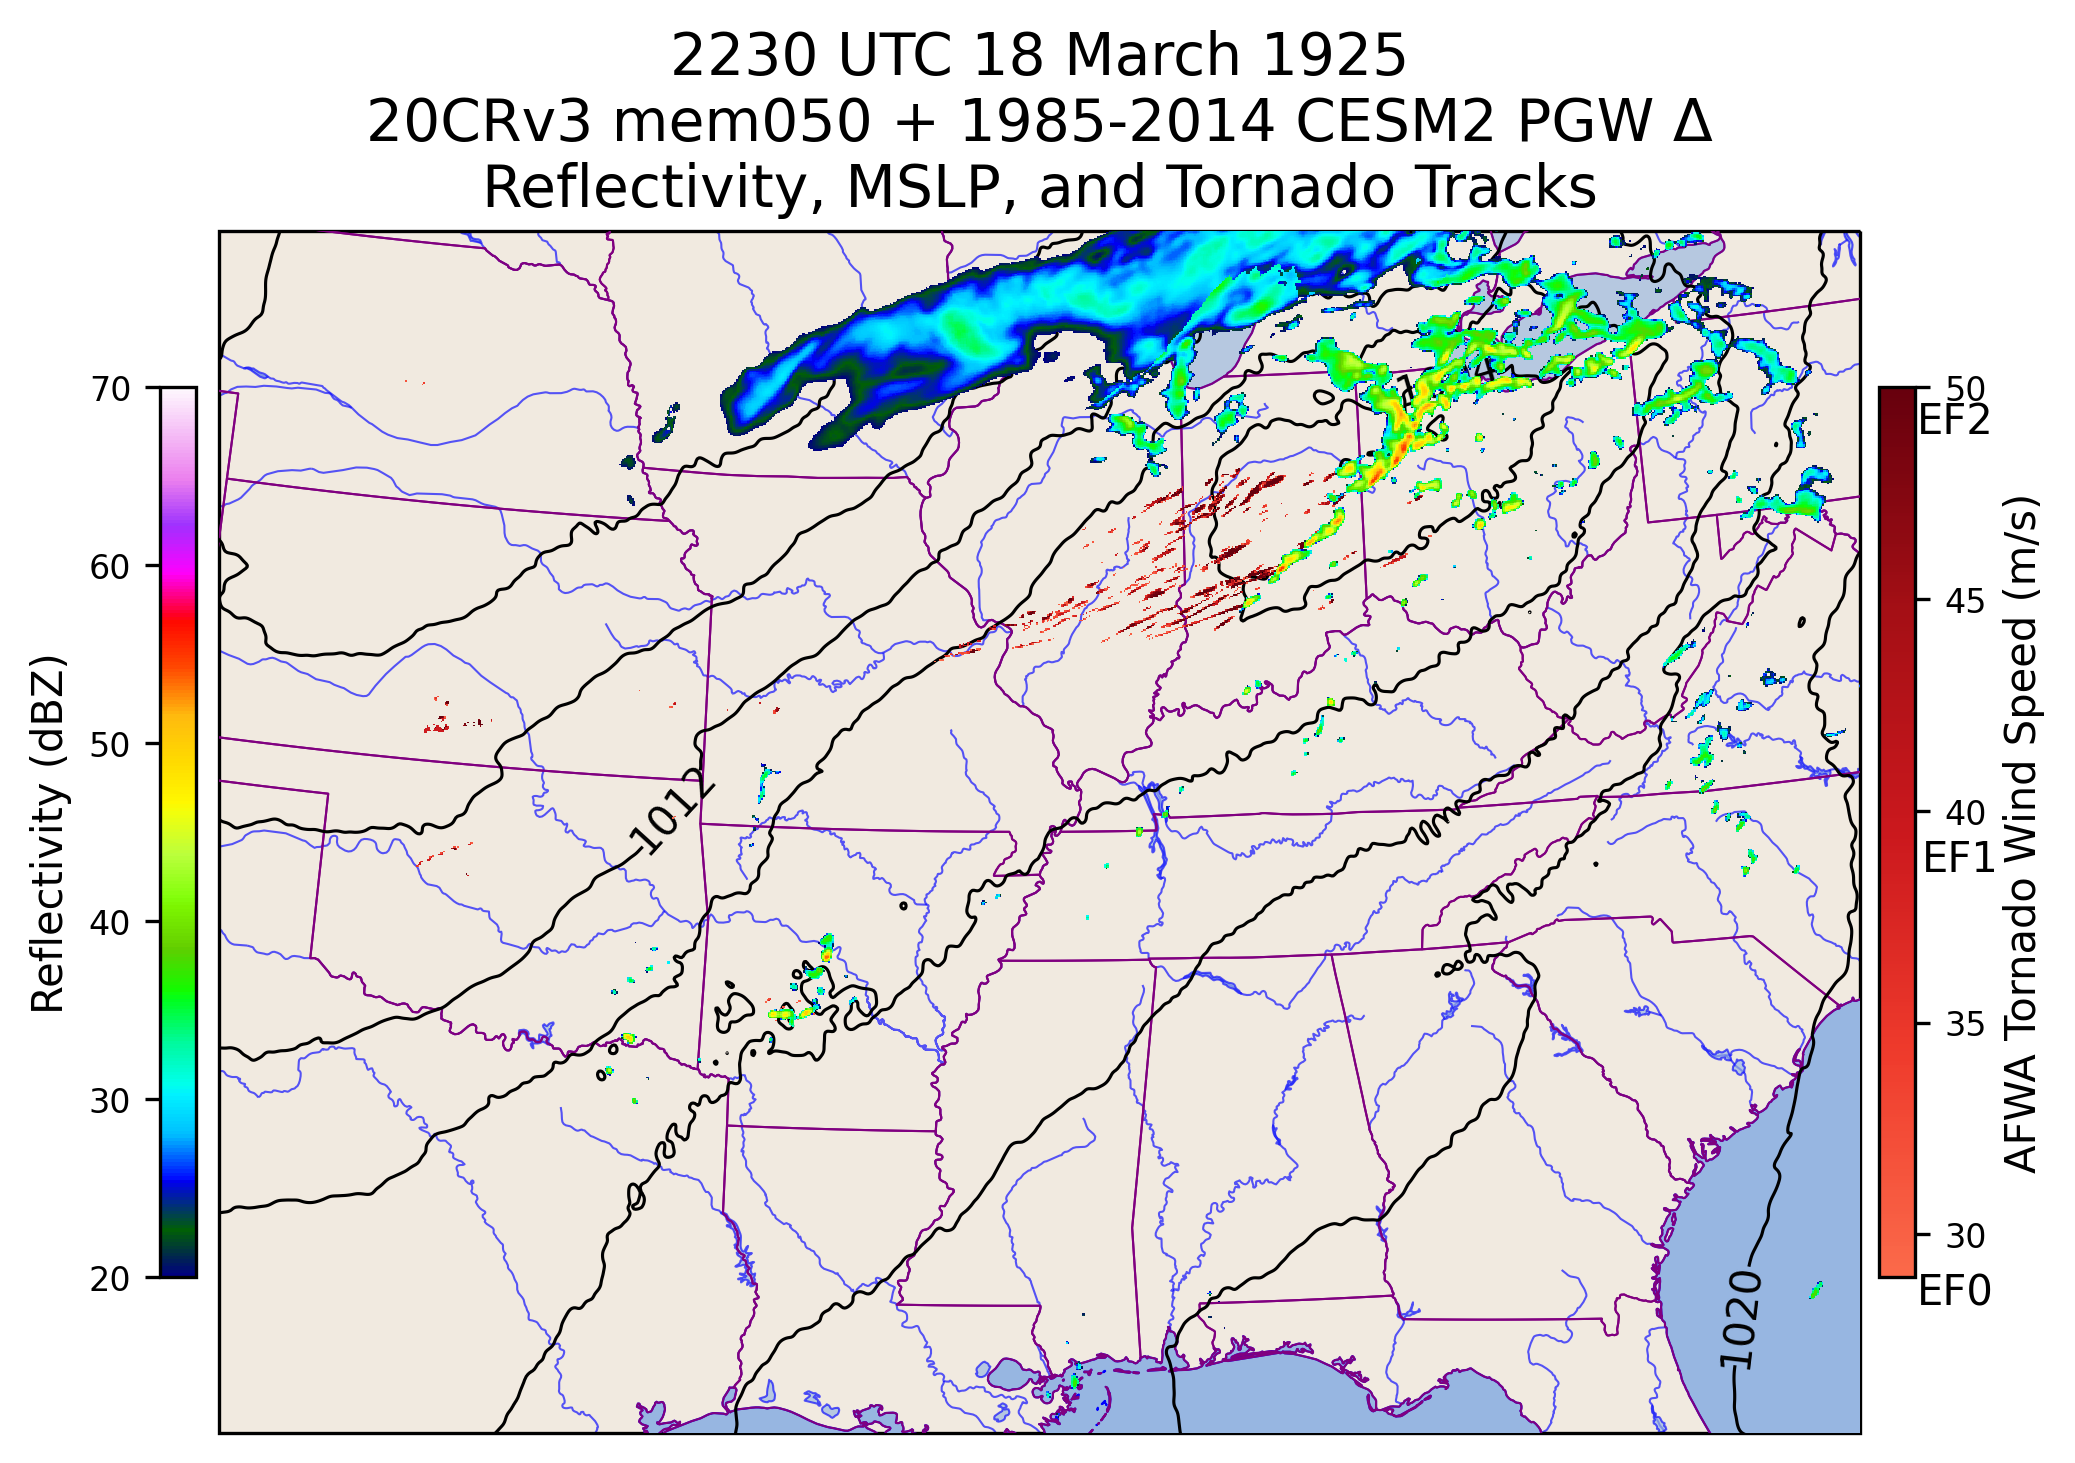 2230 UTC 18 March 1925
20CRv3 mem050 + 1985-2014 CESM2 PGW Δ
Reflectivity, MSLP, and Tornado Tracks
70
60
50
40
30
20
Reflectivity (dBZ)
1012
1020
50
EF2
45
40
EF1
35
30
EF0
AFWA Tornado Wind Speed (m/s)